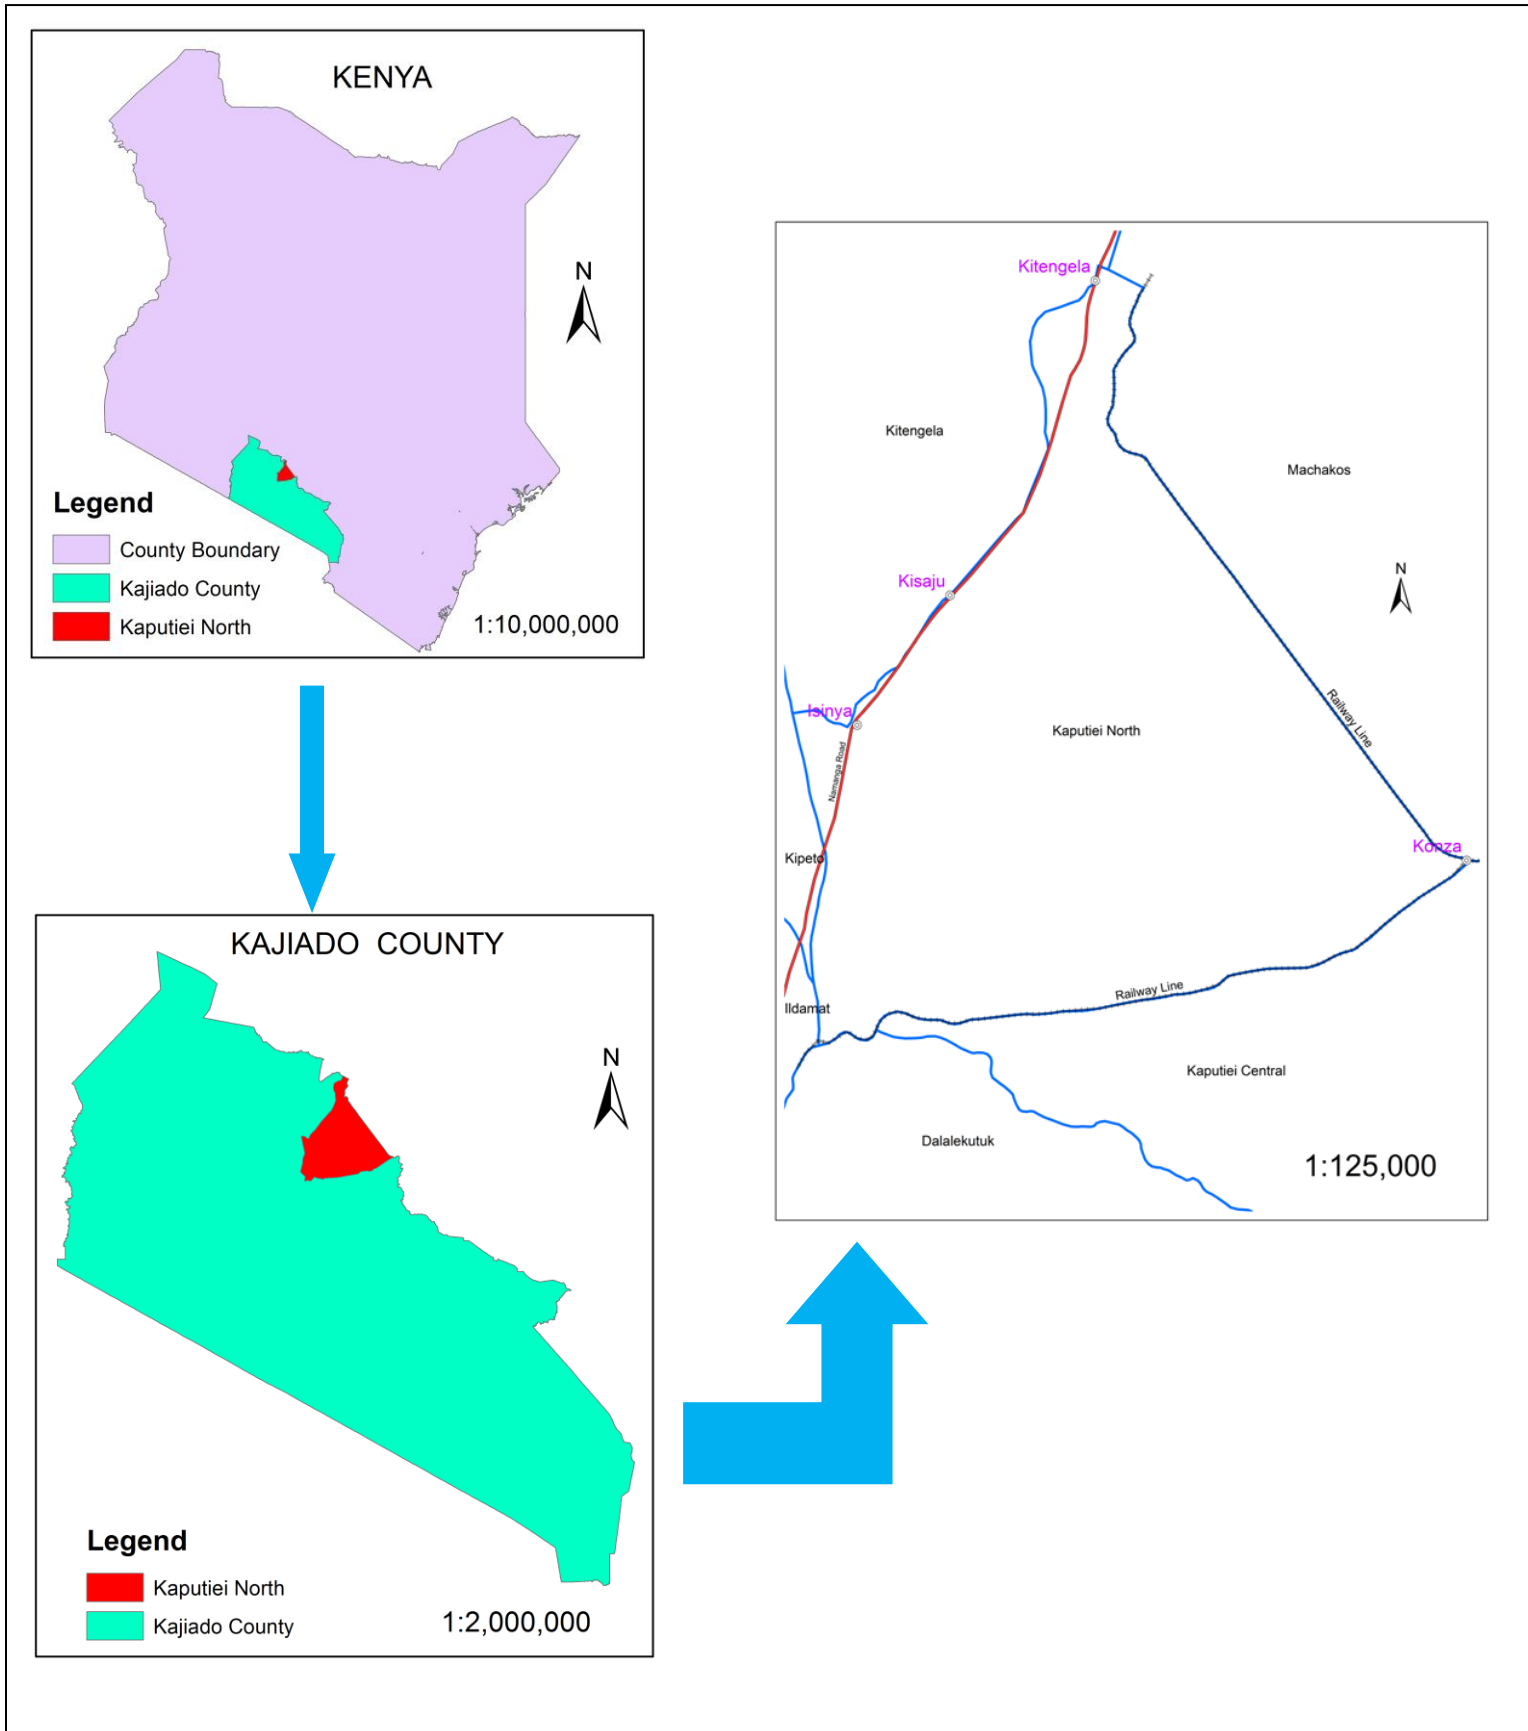 KENYA
N
Legend
County Boundary
Kajiado County
Kaputiei North
1:10,000,000
KAJIADO COUNTY
N
Legend
Kaputiei North
Kajiado County
1:2,000,000
Kitengela
Kitengela
Machakos
N
Kisaju
Isinya
Namanga Road
Kaputiei North
Railway Line
Kipeto
Konza
Railway Line
Ildamat
Kaputiei Central
Dalalekutuk
1:125,000